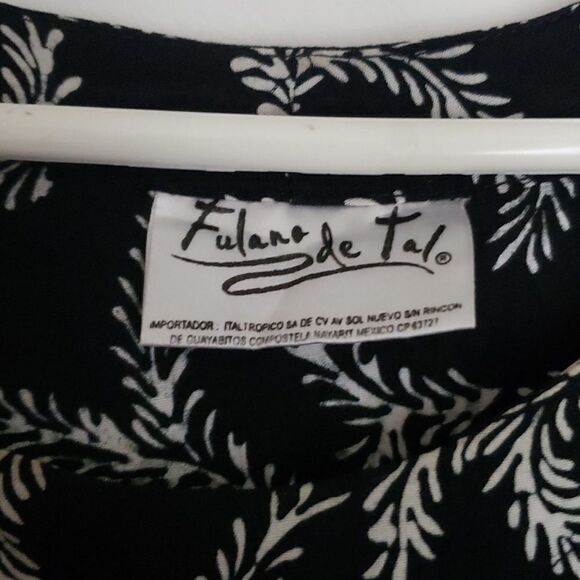 Fulano de Tal®
IMPORTADOR : ITALTROPICO SA DE CV AV SOL NUEVO S/N RINCON
DE GUAYABITOS COMPOSTELA NAYARIT MEXICO CP 63727